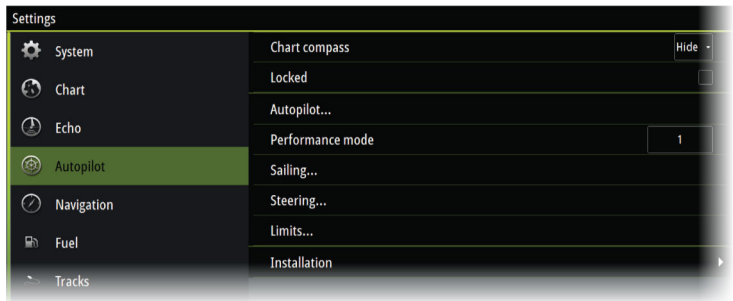 Settings
System
Chart
Echo
Autopilot
Navigation
Fuel
Tracks
Chart compass Hide
Locked
Autopilot...
Performance mode 1
Sailing...
Steering...
Limits...
Installation